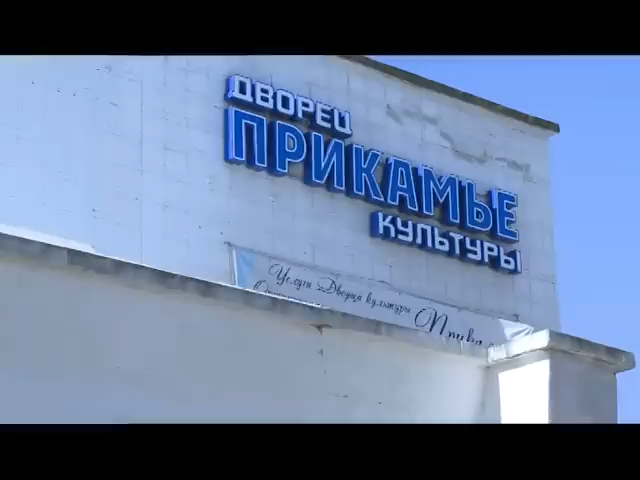 ДВОРЕЦ
ПРИКАМЬЕ
КУЛЬТУРЫ
Услуги Дворца культуры